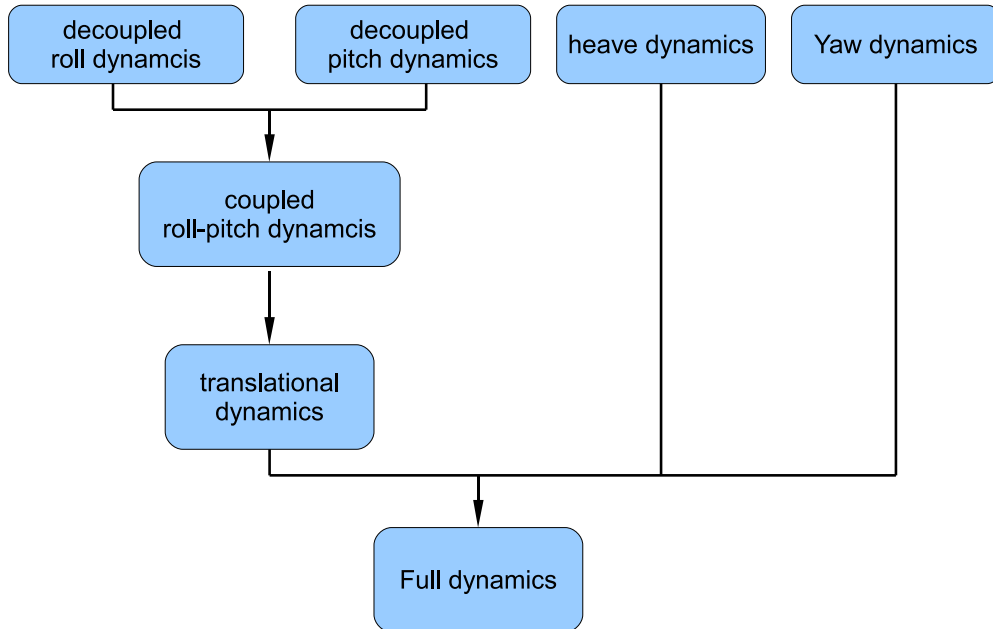 decoupled
roll dynamcis
decoupled
pitch dynamics
heave dynamics
Yaw dynamics
coupled
roll-pitch dynamcis
translational
dynamics
Full dynamics